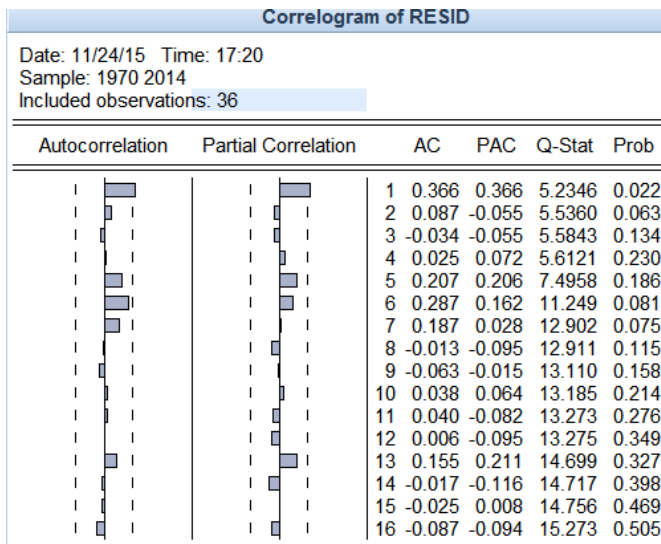 Correlogram of RESID
Date: 11/24/15 Time: 17:20
Sample: 1970 2014
Included observations: 36
Autocorrelation Partial Correlation AC PAC Q-Stat Prob
1 0.366 0.366 5.2346 0.022
2 0.087 -0.055 5.5360 0.063
3 -0.034 -0.055 5.5843 0.134
4 0.025 0.072 5.6121 0.230
5 0.207 0.206 7.4958 0.186
6 0.287 0.162 11.249 0.081
7 0.187 0.028 12.902 0.075
8 -0.013 -0.095 12.911 0.115
9 -0.063 -0.015 13.110 0.158
10 0.038 0.064 13.185 0.214
11 0.040 -0.082 13.273 0.276
12 0.006 -0.095 13.275 0.349
13 0.155 0.211 14.699 0.327
14 -0.017 -0.116 14.717 0.398
15 -0.025 0.008 14.756 0.469
16 -0.087 -0.094 15.273 0.505